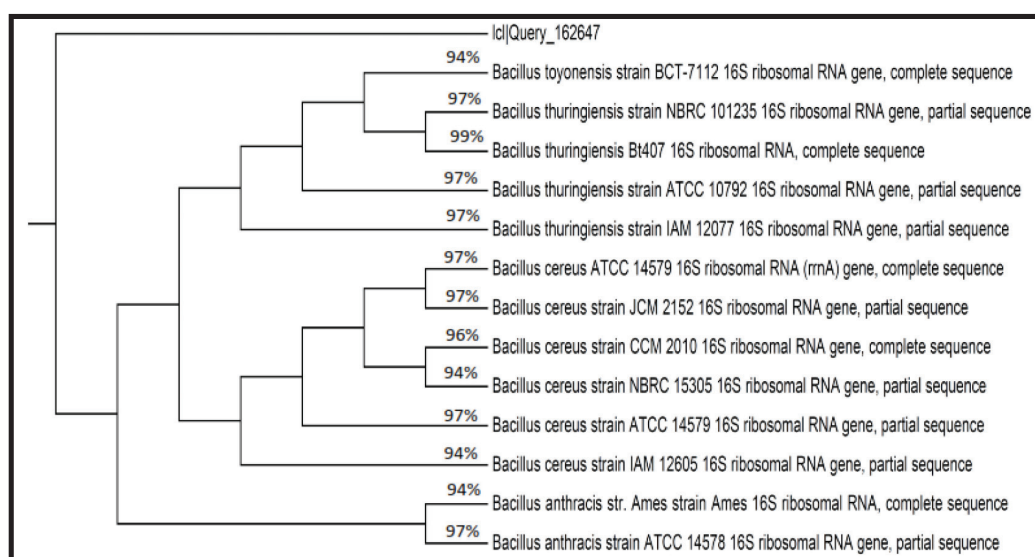 lcl|Query_162647
94%
Bacillus toyonensis strain BCT-7112 16S ribosomal RNA gene, complete sequence
97%
Bacillus thuringiensis strain NBRC 101235 16S ribosomal RNA gene, partial sequence
99%
Bacillus thuringiensis Bt407 16S ribosomal RNA, complete sequence
97%
Bacillus thuringiensis strain ATCC 10792 16S ribosomal RNA gene, partial sequence
97%
Bacillus thuringiensis strain IAM 12077 16S ribosomal RNA gene, partial sequence
97%
Bacillus cereus ATCC 14579 16S ribosomal RNA (rrnA) gene, complete sequence
97%
Bacillus cereus strain JCM 2152 16S ribosomal RNA gene, partial sequence
96%
Bacillus cereus strain CCM 2010 16S ribosomal RNA gene, complete sequence
94%
Bacillus cereus strain NBRC 15305 16S ribosomal RNA gene, partial sequence
97%
Bacillus cereus strain ATCC 14579 16S ribosomal RNA gene, partial sequence
94%
Bacillus cereus strain IAM 12605 16S ribosomal RNA gene, partial sequence
94%
Bacillus anthracis str. Ames strain Ames 16S ribosomal RNA, complete sequence
97%
Bacillus anthracis strain ATCC 14578 16S ribosomal RNA gene, partial sequence